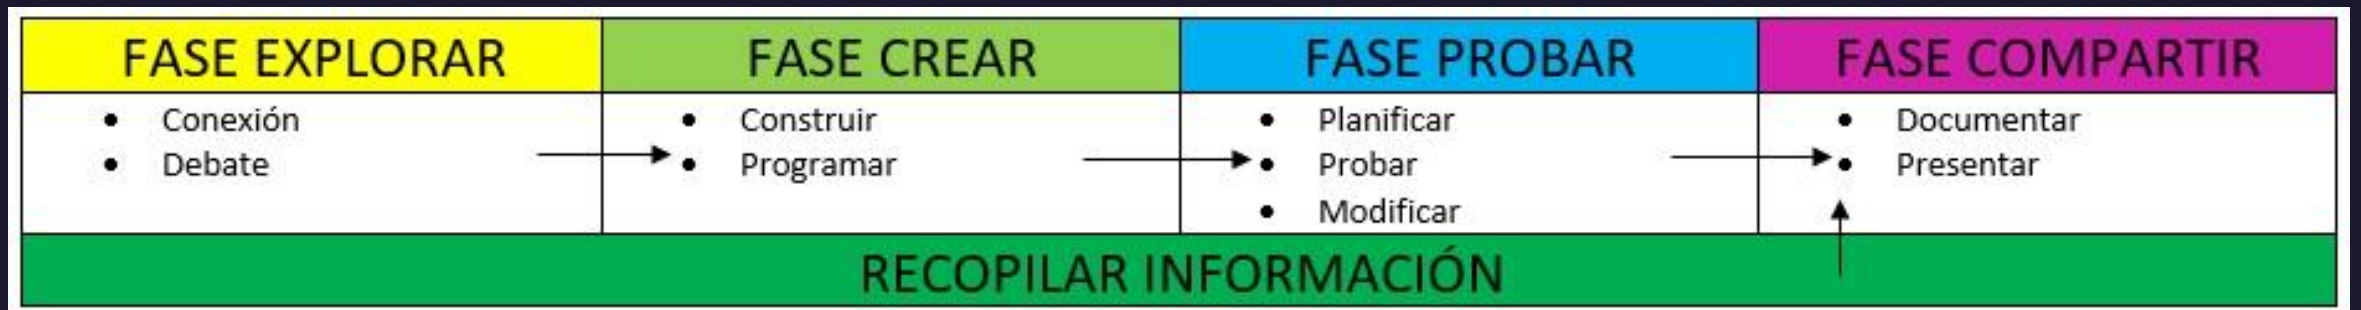 FASE EXPLORAR
FASE CREAR
FASE PROBAR
FASE COMPARTIR
• Conexión
• Debate
• Construir
• Programar
• Planificar
• Probar
• Modificar
• Documentar
• Presentar
RECOPILAR INFORMACIÓN